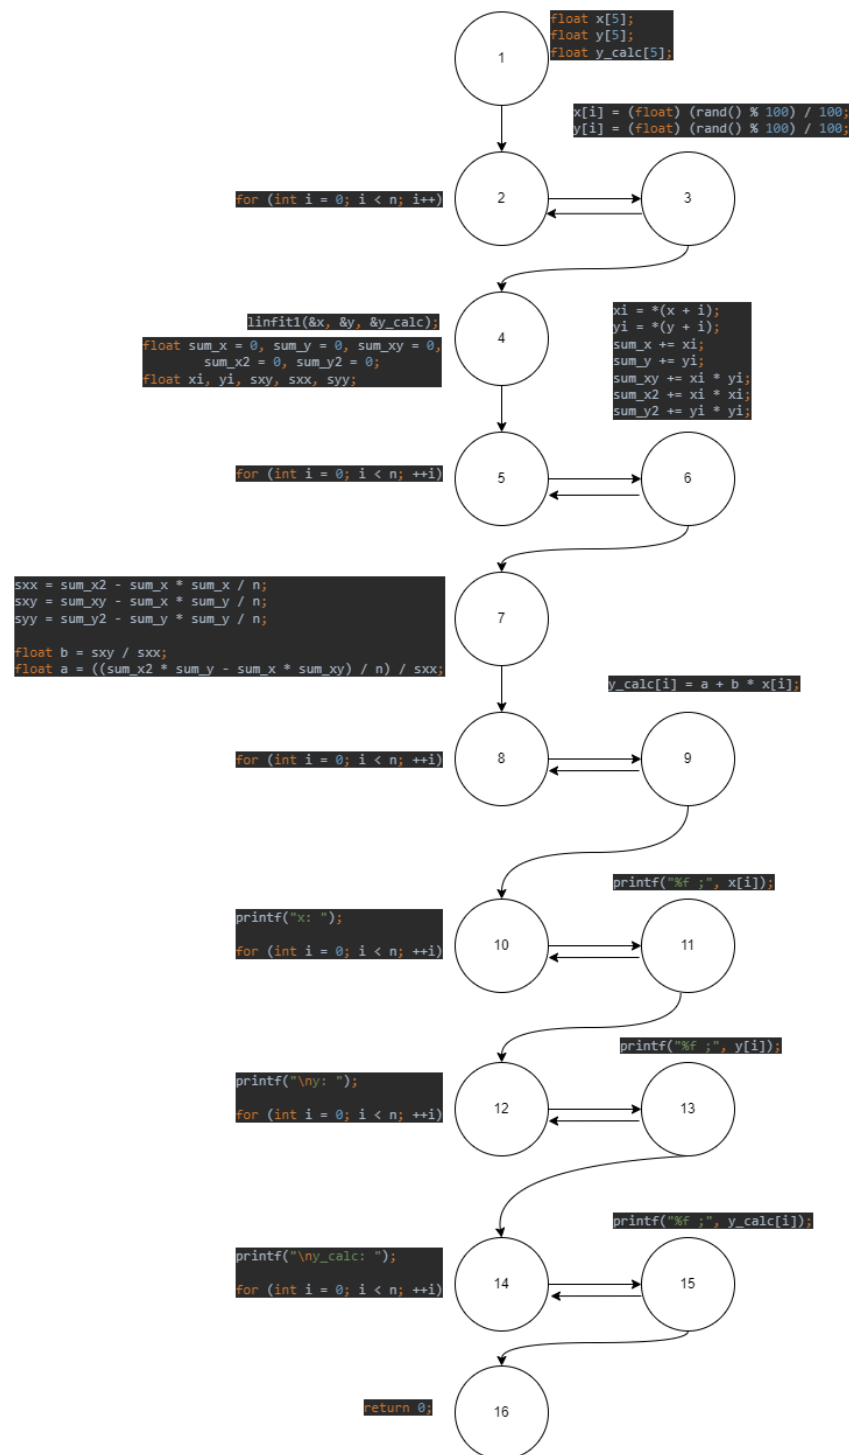 float x[5];
float y[5];
float y_calc[5];
1
x[i] = (float) (rand() % 100) / 100;
y[i] = (float) (rand() % 100) / 100;
for (int i = 0; i < n; i++)
2
3
linfit1(&x, &y, &y_calc);
float sum_x = 0, sum_y = 0, sum_xy = 0,
sum_x2 = 0, sum_y2 = 0;
float xi, yi, sxy, sxx, syy;
4
xi = *(x + i);
yi = *(y + i);
sum_x += xi;
sum_y += yi;
sum_xy += xi * yi;
sum_x2 += xi * xi;
sum_y2 += yi * yi;
for (int i = 0; i < n; ++i)
5
6
sxx = sum_x2 - sum_x * sum_x / n;
sxy = sum_xy - sum_x * sum_y / n;
syy = sum_y2 - sum_y * sum_y / n;
float b = sxy / sxx;
float a = ((sum_x2 * sum_y - sum_x * sum_xy) / n) / sxx;
7
y_calc[i] = a + b * x[i];
for (int i = 0; i < n; ++i)
8
9
printf("%f ;", x[i]);
printf("x: ");
for (int i = 0; i < n; ++i)
10
11
printf("%f ;", y[i]);
printf("\ny: ");
for (int i = 0; i < n; ++i)
12
13
printf("%f ;", y_calc[i]);
printf("\ny_calc: ");
for (int i = 0; i < n; ++i)
14
15
return 0;
16